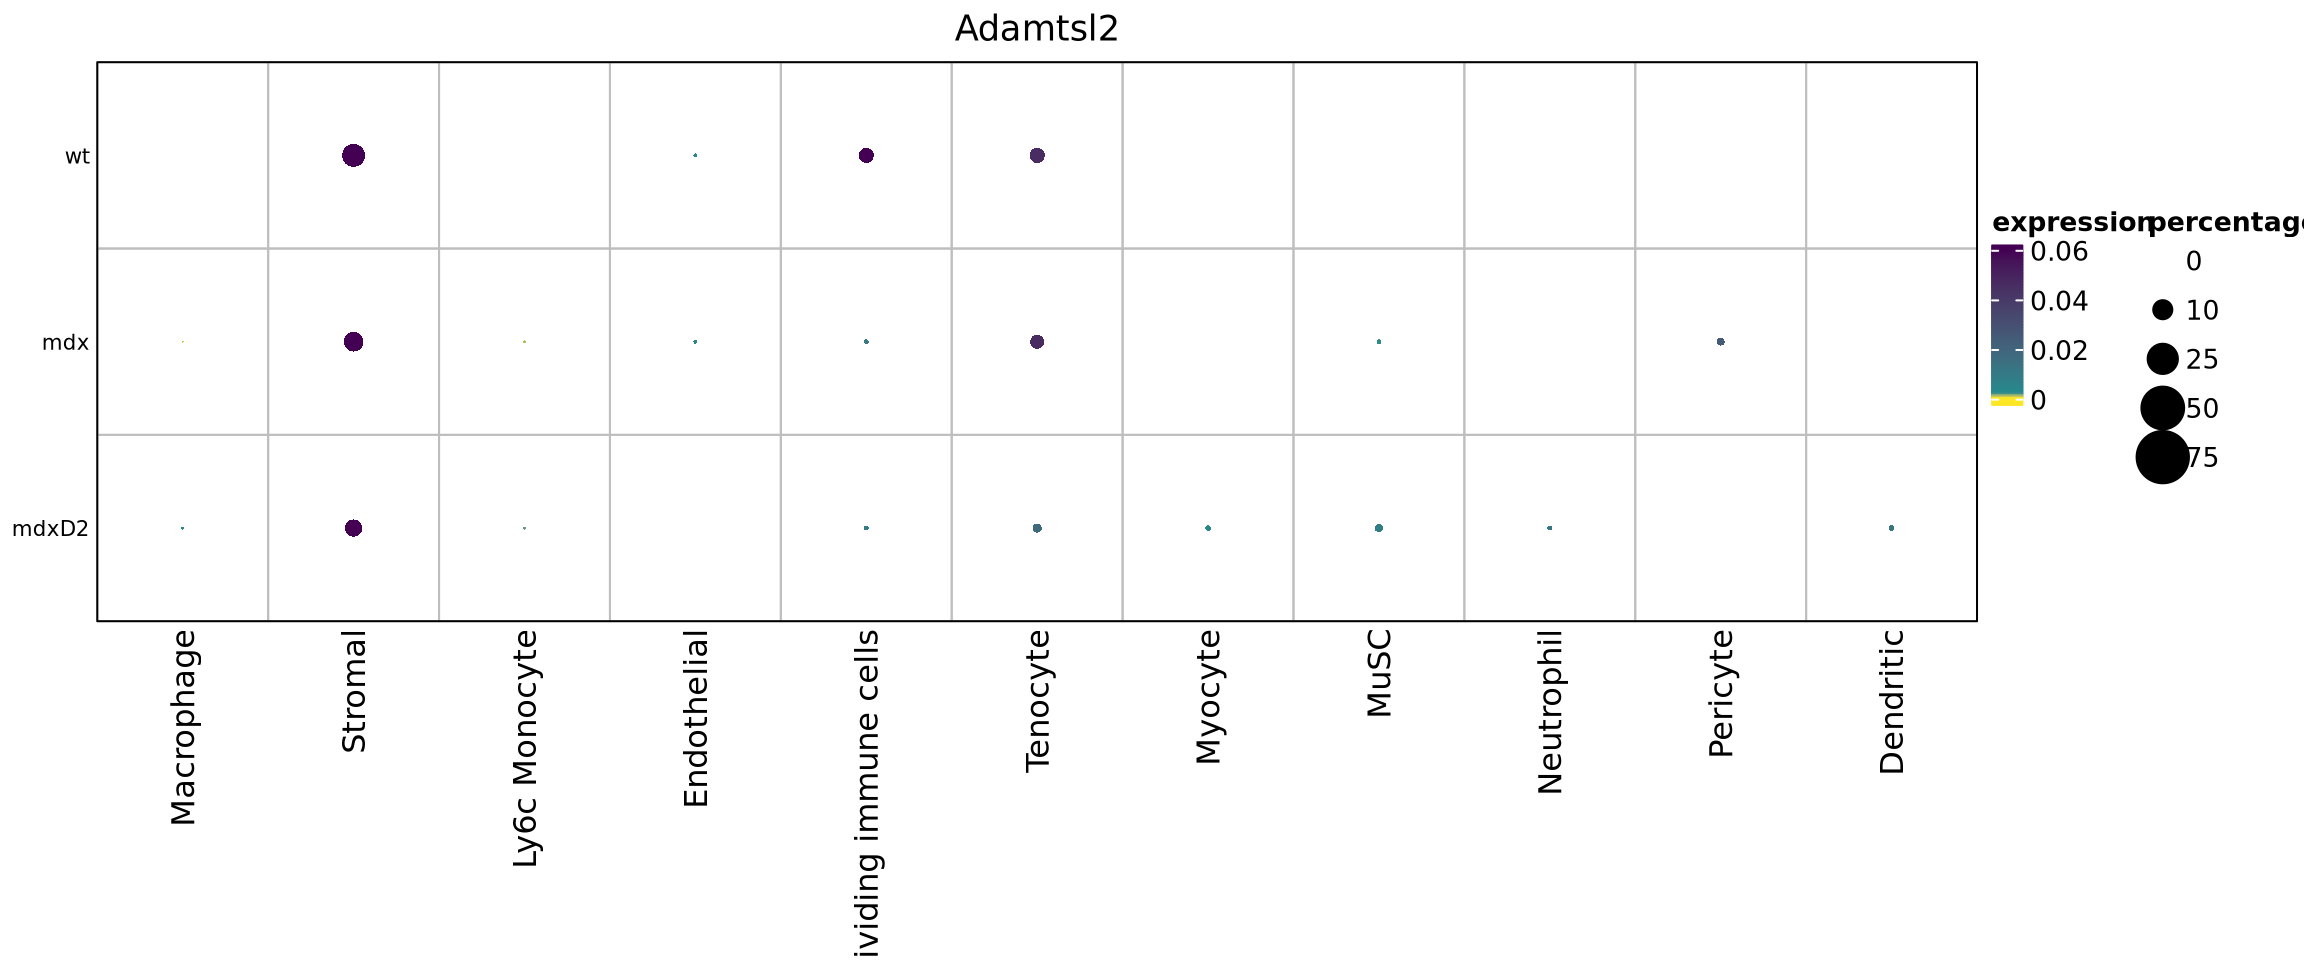 Adamtsl2
wt
mdx
mdxD2
Macrophage
Stromal
Ly6c Monocyte
Endothelial
ividing immune cells
Tenocyte
Myocyte
MuSC
Neutrophil
Pericyte
Dendritic
expression
0.06
0.04
0.02
0
percentage
0
10
25
50
75